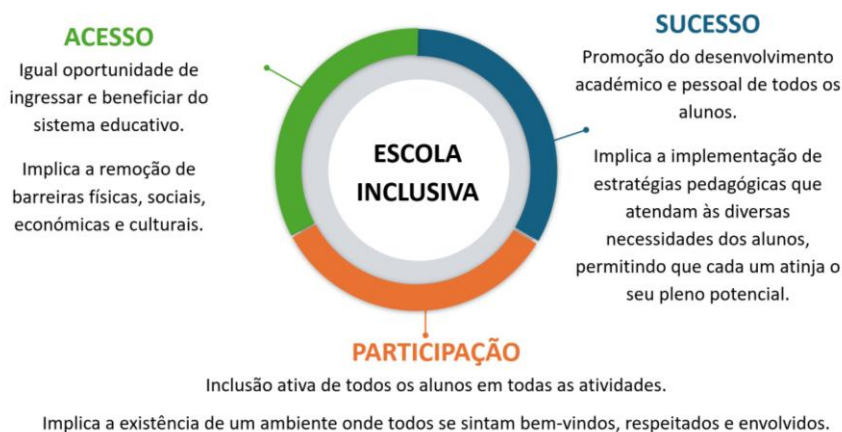 ACESSO
Igual oportunidade de
ingressar e beneficiar do
sistema educativo.
Implica a remoção de
barreiras físicas, sociais,
económicas e culturais.
ESCOLA
INCLUSIVA
SUCESSO
Promoção do desenvolvimento
académico e pessoal de todos os
alunos.
Implica a implementação de
estratégias pedagógicas que
atendam às diversas
necessidades dos alunos,
permitindo que cada um atinja o
seu pleno potencial.
PARTICIPAÇÃO
Inclusão ativa de todos os alunos em todas as atividades.
Implica a existência de um ambiente onde todos se sintam bem-vindos, respeitados e envolvidos.